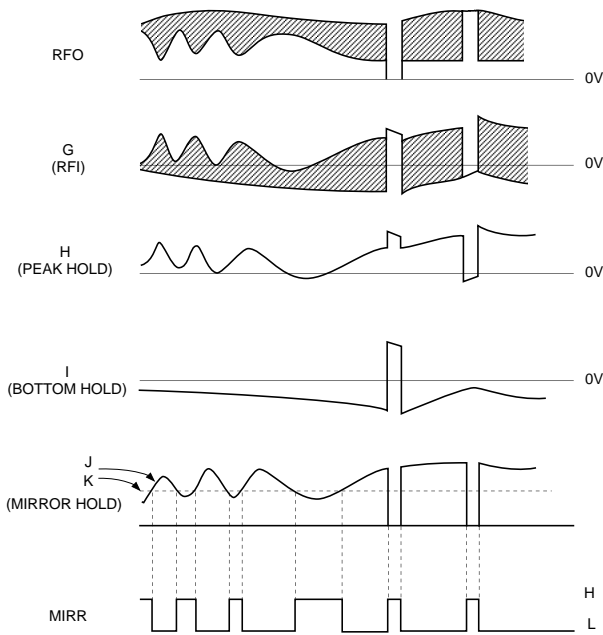 RFO
0V
G
(RFI)
0V
H
(PEAK HOLD)
0V
I
(BOTTOM HOLD)
0V
J
K
(MIRROR HOLD)
MIRR
H
L